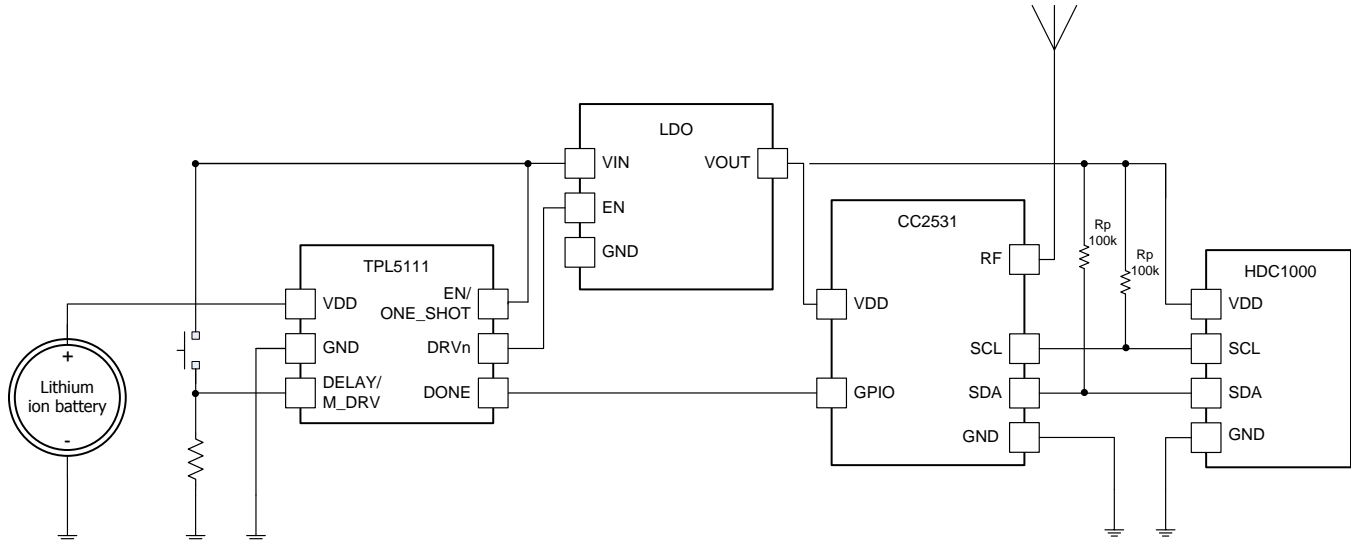 LDO
VIN
VOUT
EN
GND
TPL5111
VDD
EN/
ONE_SHOT
GND
DRVn
DELAY/
M_DRV
DONE
+
Lithium
ion battery
-
CC2531
RF
VDD
SCL
GPIO
SDA
GND
Rp
100k
Rp
100k
HDC1000
VDD
SCL
SDA
GND